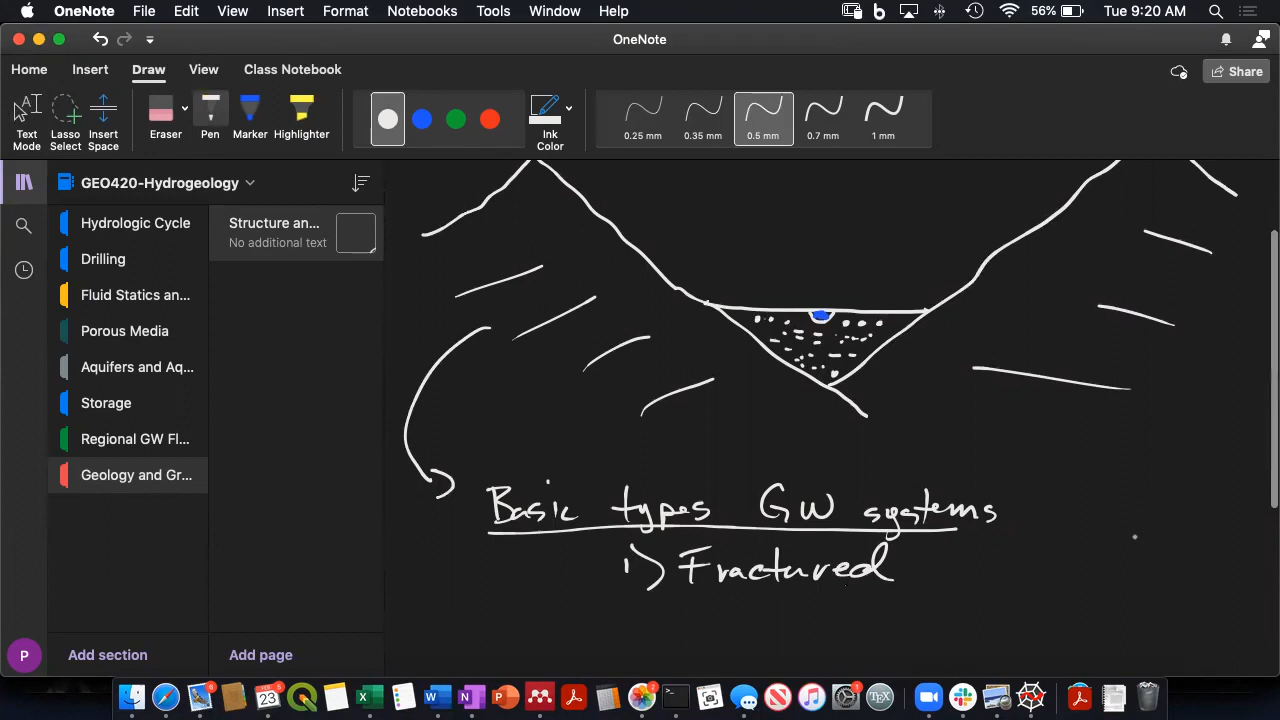 OneNote File Edit View Insert Format Notebooks Tools Window Help 56% Tue 9:20 AM
OneNote
Home Insert Draw View Class Notebook Share
Text Mode Lasso Select Insert Space Eraser Pen Marker Highlighter Ink Color 0.25 mm 0.35 mm 0.5 mm 0.7 mm 1 mm
GEO420-Hydrogeology
Hydrologic Cycle
Drilling
Fluid Statics an...
Porous Media
Aquifers and Aq...
Storage
Regional GW Fl...
Geology and Gr...
Structure an...
No additional text
Basic types GW systems
1) Fractured
P
Add section
Add page
FEB
23
TEX